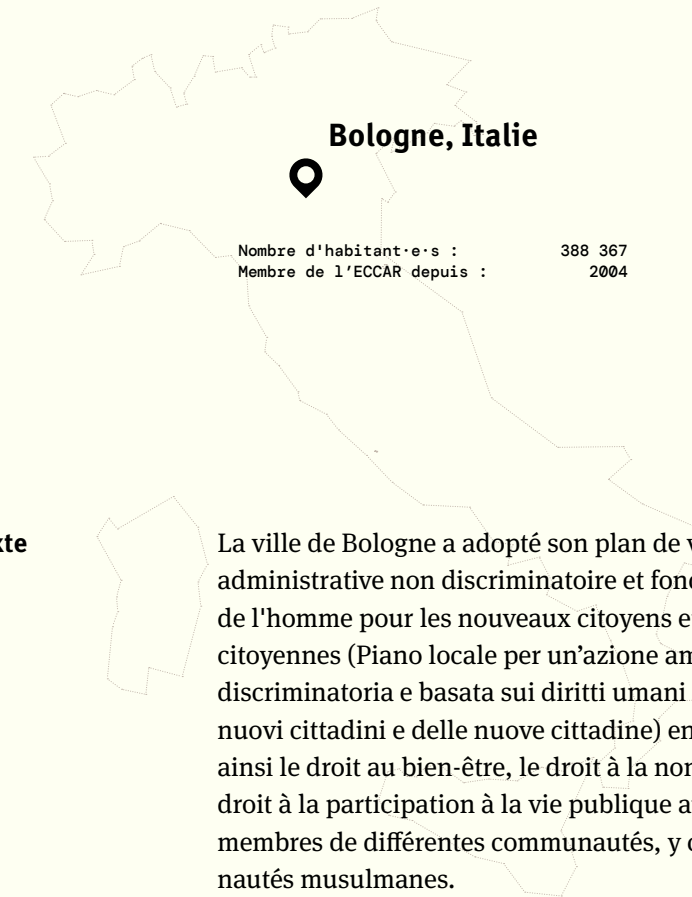 Bologne, Italie
Nombre d'habitant·e·s : 388 367
Membre de l’ECCAR depuis : 2004
xte
La ville de Bologne a adopté son plan de v
administrative non discriminatoire et fond
de l'homme pour les nouveaux citoyens e
citoyennes (Piano locale per un’azione am
discriminatoria e basata sui diritti umani
nuovi cittadini e delle nuove cittadine) en
ainsi le droit au bien-être, le droit à la non
droit à la participation à la vie publique a
membres de différentes communautés, y c
nautés musulmanes.